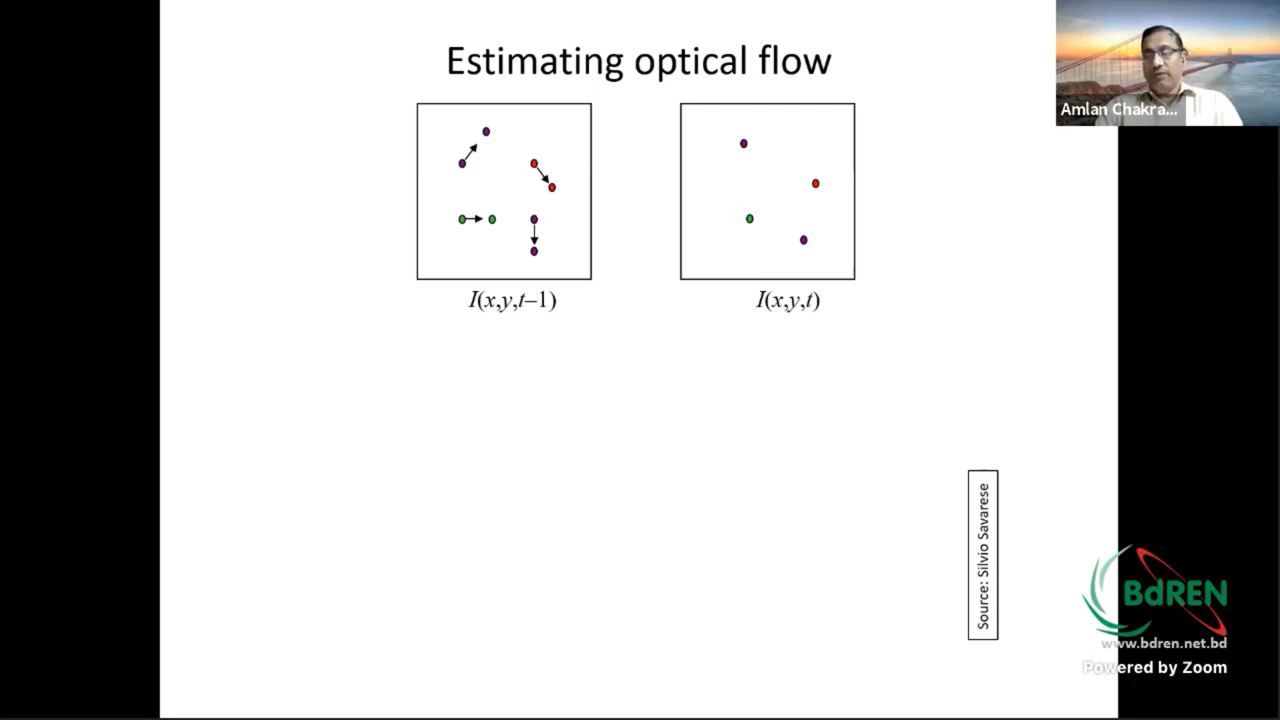 Estimating optical flow
Amlan Chakra...
I(x,y,t–1)
I(x,y,t)
Source: Silvio Savarese
BdREN
www.bdren.net.bd
Powered by Zoom